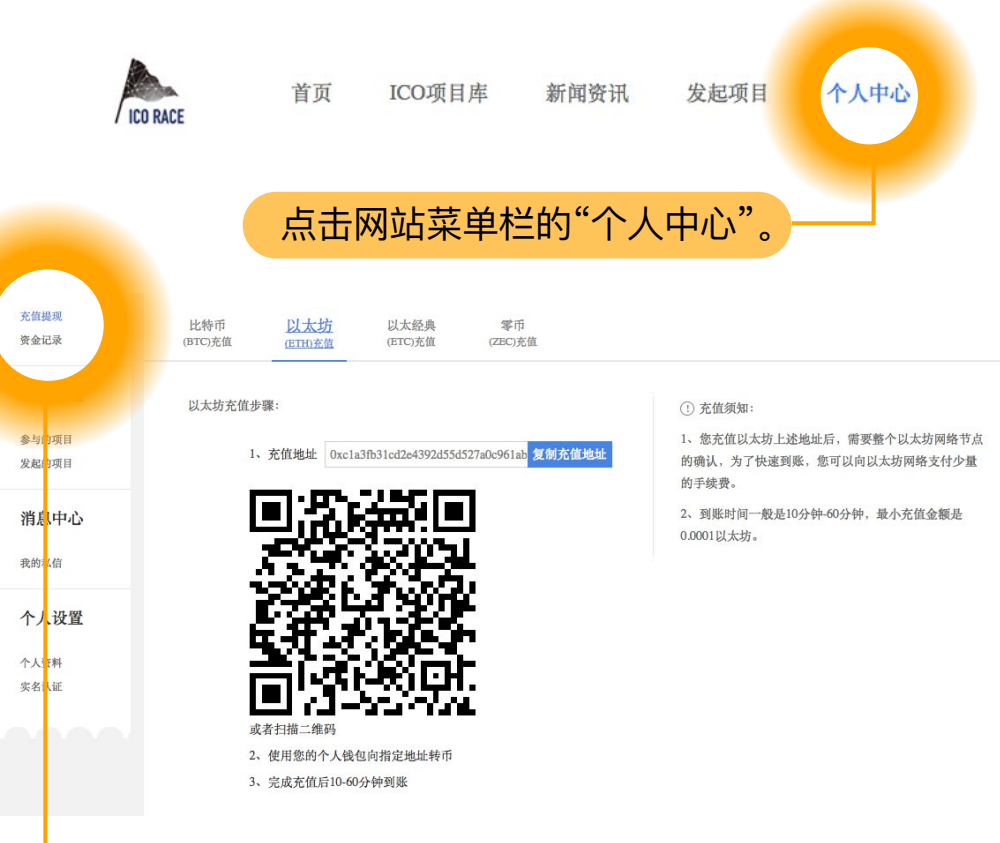 ICO RACE
首页 ICO项目库 新闻资讯 发起项目 个人中心
点击网站菜单栏的“个人中心”。
充值提现
资金记录
参与的项目
发起的项目
消息中心
我的私信
个人设置
个人资料
实名认证
比特币 以太坊 以太经典 零币
(BTC)充值 (ETH)充值 (ETC)充值 (ZEC)充值
以太坊充值步骤：
1、充值地址 0xc1a3fb31cd2e4392d55d527a0c961ab 复制充值地址
或者扫描二维码
2、使用您的个人钱包向指定地址转币
3、完成充值后10-60分钟到账
! 充值须知：
1、您充值以太坊上述地址后，需要整个以太坊网络节点
的确认，为了快速到账，您可以向以太坊网络支付少量
的手续费。
2、到账时间一般是10分钟-60分钟，最小充值金额是
0.0001以太坊。